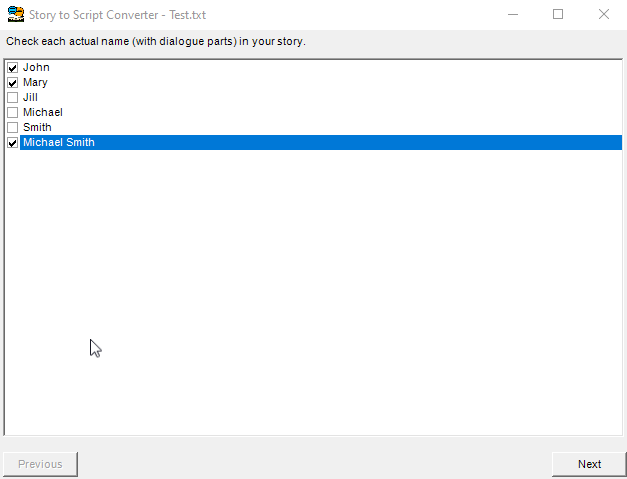 Story to Script Converter - Test.txt
Check each actual name (with dialogue parts) in your story.
John
Mary
Jill
Michael
Smith
Michael Smith
Previous
Next